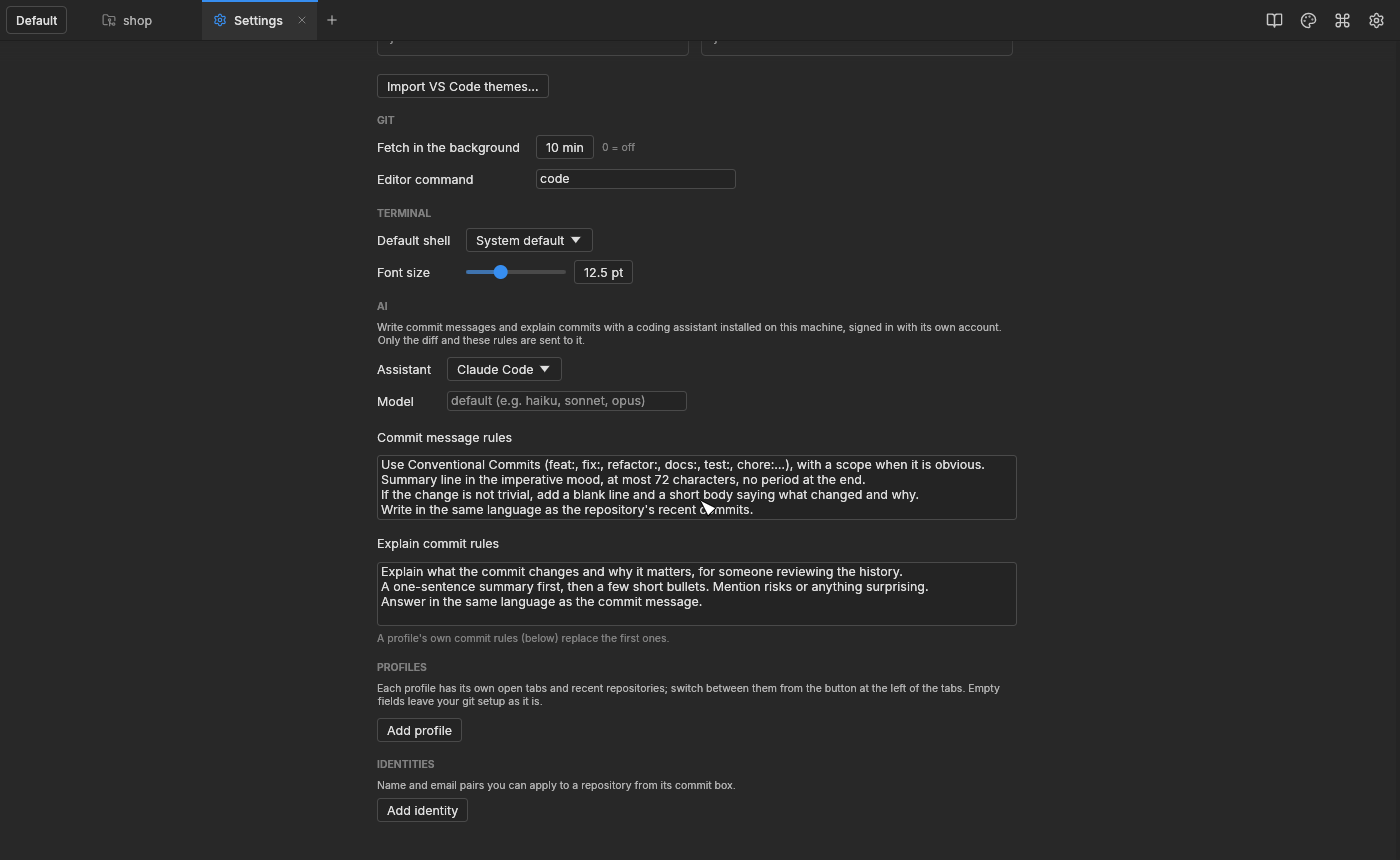 Default
shop
Settings
Import VS Code themes...
GIT
Fetch in the background
10 min
0 = off
Editor command
code
TERMINAL
Default shell
System default
Font size
12.5 pt
AI
Write commit messages and explain commits with a coding assistant installed on this machine, signed in with its own account.
Only the diff and these rules are sent to it.
Assistant
Claude Code
Model
default (e.g. haiku, sonnet, opus)
Commit message rules
Use Conventional Commits (feat:, fix:, refactor:, docs:, test:, chore:...), with a scope when it is obvious.
Summary line in the imperative mood, at most 72 characters, no period at the end.
If the change is not trivial, add a blank line and a short body saying what changed and why.
Write in the same language as the repository's recent commits.
Explain commit rules
Explain what the commit changes and why it matters, for someone reviewing the history.
A one-sentence summary first, then a few short bullets. Mention risks or anything surprising.
Answer in the same language as the commit message.
A profile's own commit rules (below) replace the first ones.
PROFILES
Each profile has its own open tabs and recent repositories; switch between them from the button at the left of the tabs. Empty
fields leave your git setup as it is.
Add profile
IDENTITIES
Name and email pairs you can apply to a repository from its commit box.
Add identity